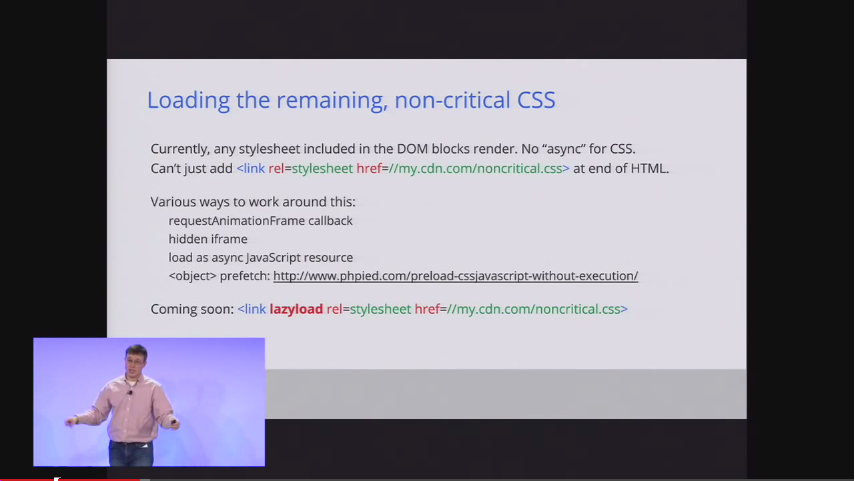 Loading the remaining, non-critical CSS
Currently, any stylesheet included in the DOM blocks render. No “async” for CSS.
Can’t just add <link rel=stylesheet href=//my.cdn.com/noncritical.css> at end of HTML.
Various ways to work around this:
requestAnimationFrame callback
hidden iframe
load as async JavaScript resource
<object> prefetch: http://www.phpied.com/preload-cssjavascript-without-execution/
Coming soon: <link lazyload rel=stylesheet href=//my.cdn.com/noncritical.css>